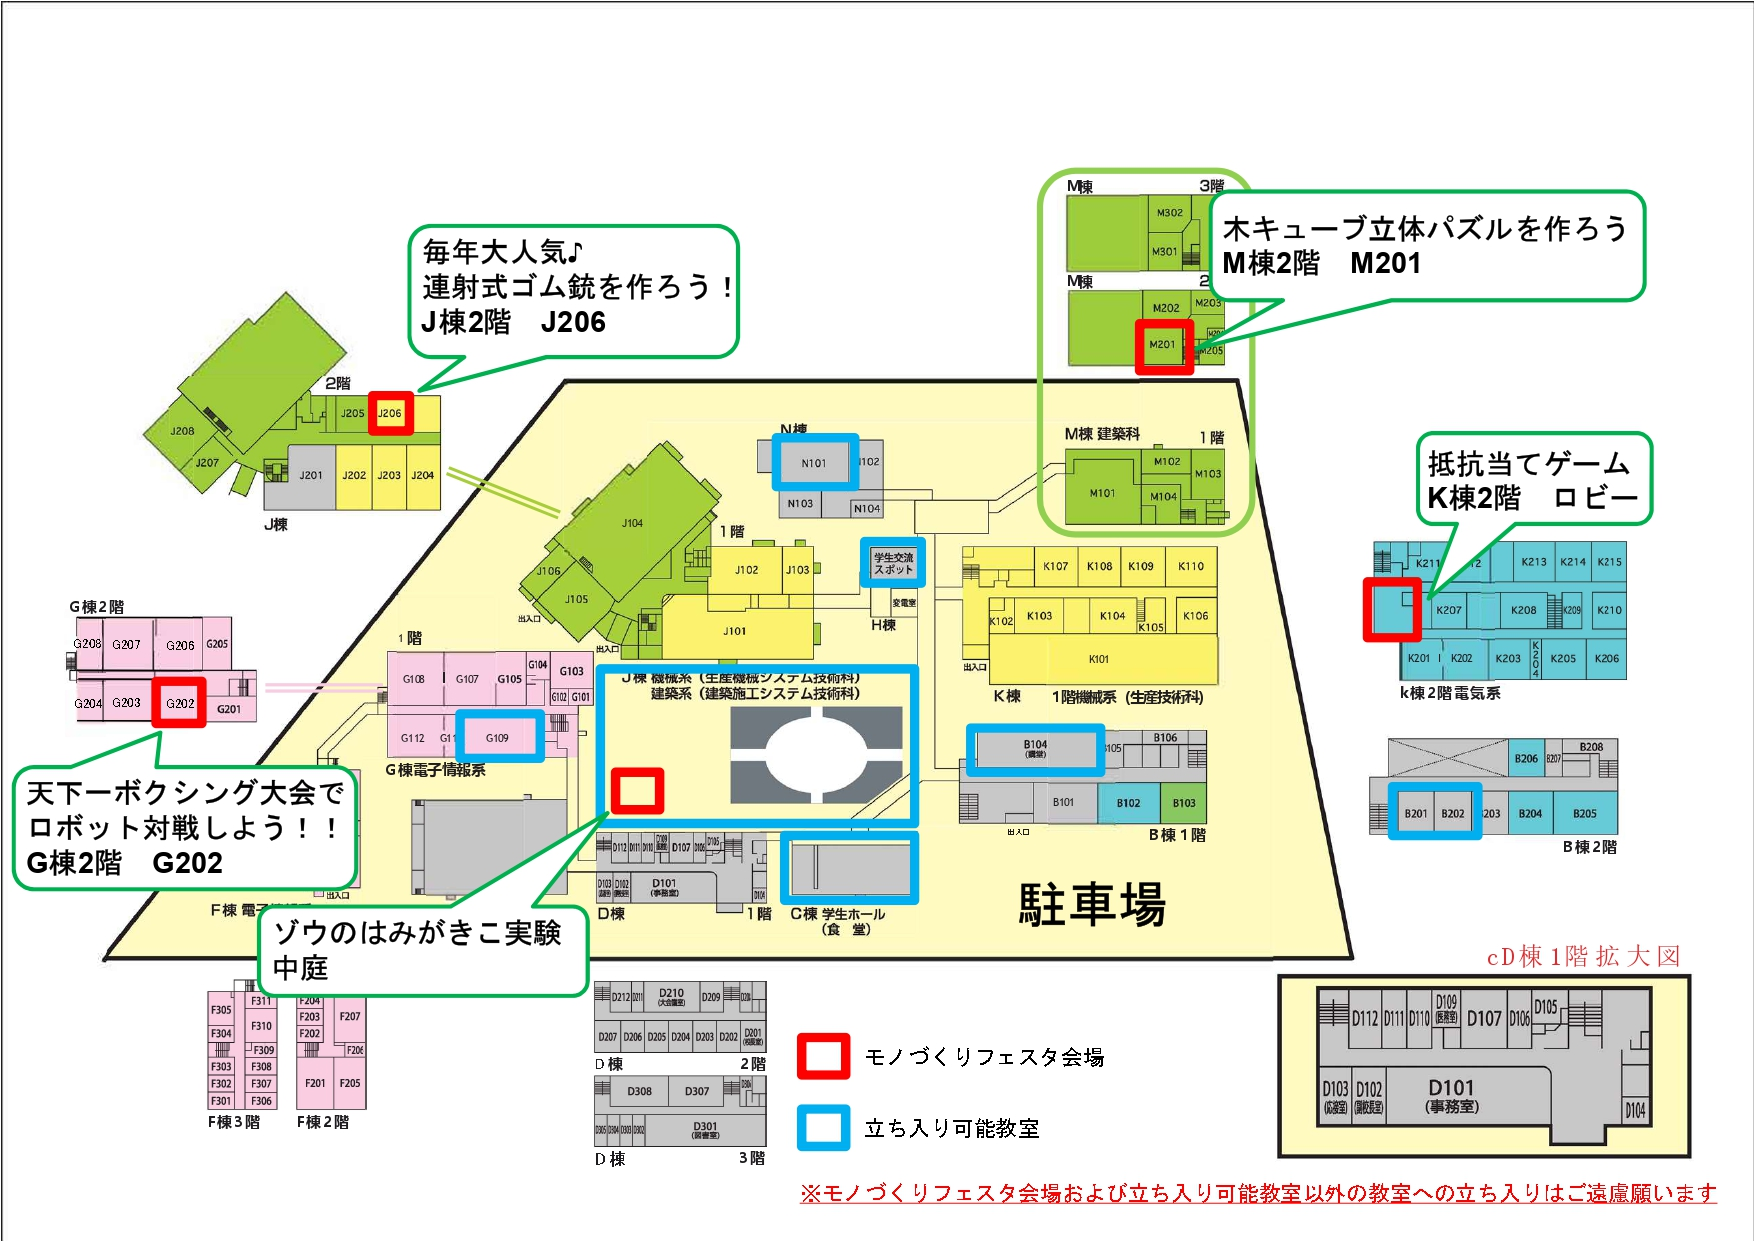 M棟 3階
M302
M301
木キューブ立体パズルを作ろう
M棟2階 M201
M棟 2
M202 M203
M201
M205
毎年大人気♪
連射式ゴム銃を作ろう！
J棟2階 J206
2階
J205 J206
J208
J207
J201 J202 J203 J204
J棟
N棟
N101
N103 N104
M棟 建築科 1階
M102
M103
M101
M104
抵抗当てゲーム
K棟2階 ロビー
K211 K213 K214 K215
K207 K208 K209 K210
K201 K202 K203 K204 K205 K206
k棟2階電気系
J104
1階
J106
J102 J103
J105
J101
出入口
出入口
学生交流
スポット
変電室
H棟
K107 K108 K109 K110
K102 K103 K104 K105 K106
K101
出入口
K棟 1階機械系（生産技術科）
G棟2階
G208 G207 G206 G205
G204 G203 G202 G201
1階
G108 G107 G105 G104 G103
G102 G101
G112 G109
G棟電子情報系
J棟 機械系（生産機械システム技術科）
建築系（建築施工システム技術科）
B104
(講堂)
B106
B101 B102 B103
出入口
B棟1階
B206 B207 B208
B201 B202 B204 B205
B棟2階
天下一ボクシング大会で
ロボット対戦しよう！！
G棟2階 G202
出入口
F棟
D112 D111 D110 D109 D107 D106 D105
D103 D102 D101
(事務室)
D104
D棟 1階
C棟 学生ホール
（食 堂）
駐車場
ゾウのはみがきこ実験
中庭
F305 F311
F304 F310
F309
F303 F308
F302 F307
F301 F306
F棟3階
F204
F203 F207
F202
F206
F201 F205
F棟2階
D212 D211 D210 D209
(大会議室)
D207 D206 D205 D204 D203 D202 D201
D棟 2階
D308 D307
D301
(図書室)
D棟 3階
モノづくりフェスタ会場
立ち入り可能教室
cD棟1階拡大図
D112 D111 D110 D109 D107 D106 D105
D103 D102 D101
(事務室)
D104
※モノづくりフェスタ会場および立ち入り可能教室以外の教室への立ち入りはご遠慮願います